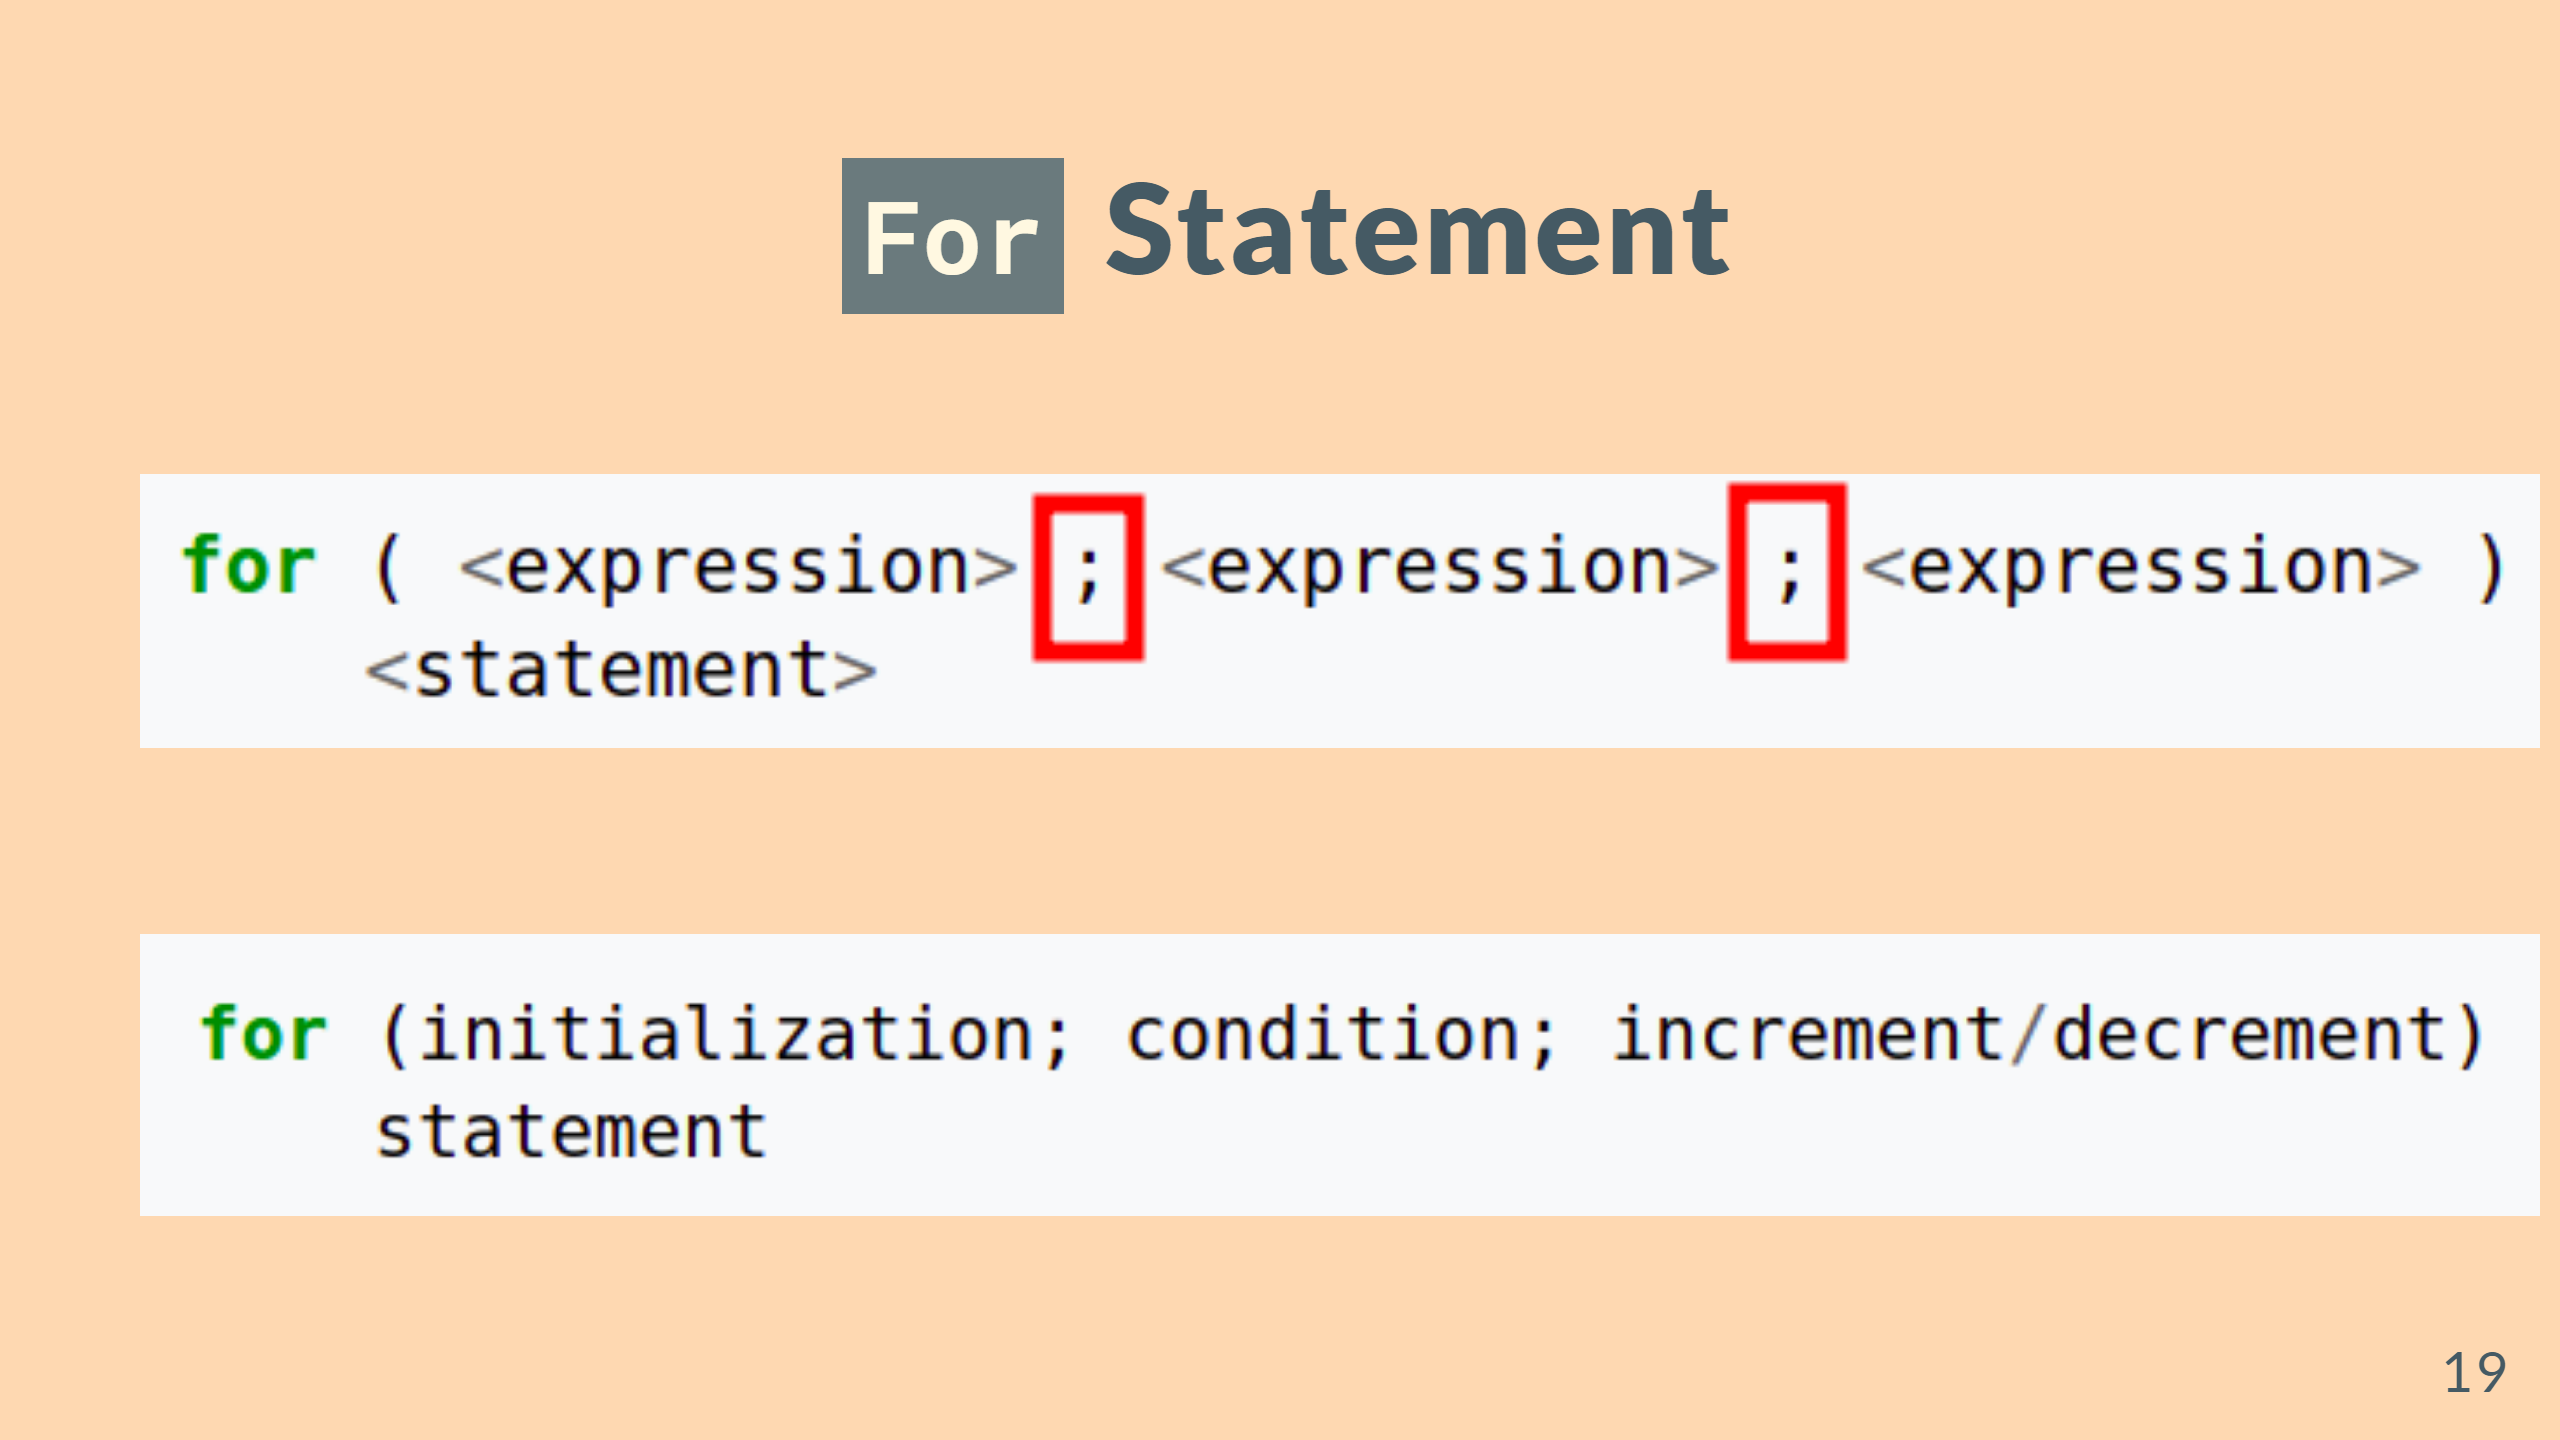 For Statement
for ( <expression> ; <expression> ; <expression> )
<statement>
for (initialization; condition; increment/decrement)
statement
19